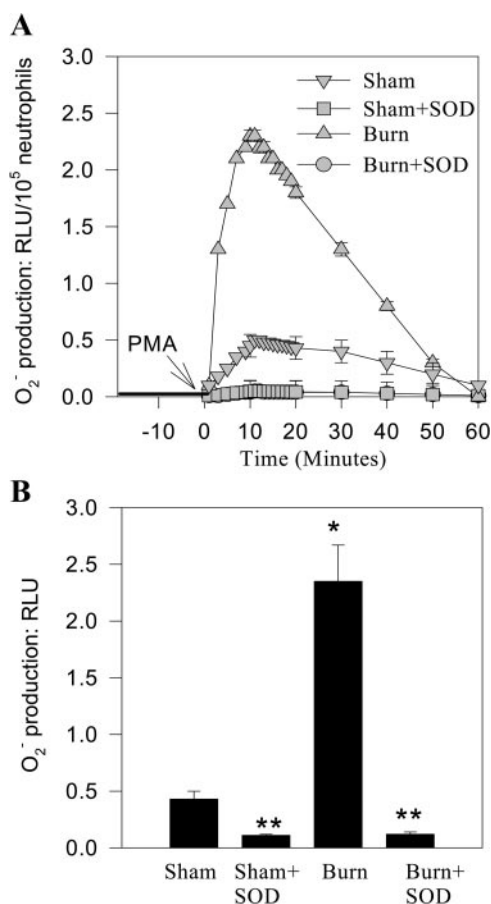 A
O₂⁻ production: RLU/10⁵ neutrophils
3.0
2.5
2.0
1.5
1.0
0.5
0.0
Sham
Sham+SOD
Burn
Burn+SOD
PMA
-10 0 10 20 30 40 50 60
Time (Minutes)
B
O₂⁻ production: RLU
3.0
2.5
2.0
1.5
1.0
0.5
0.0
*
**
**
Sham Sham+ Burn Burn+
SOD SOD